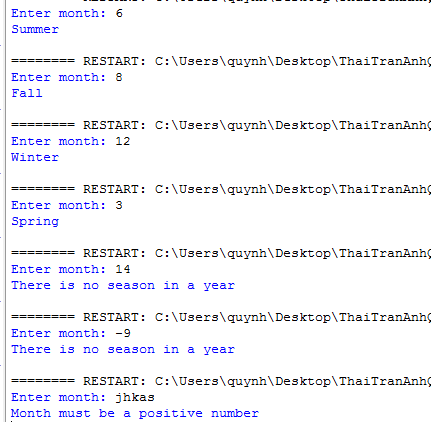 Enter month: 6
Summer
======== RESTART: C:\Users\quynh\Desktop\ThaiTranAnh
Enter month: 8
Fall
======== RESTART: C:\Users\quynh\Desktop\ThaiTranAnh
Enter month: 12
Winter
======== RESTART: C:\Users\quynh\Desktop\ThaiTranAnh
Enter month: 3
Spring
======== RESTART: C:\Users\quynh\Desktop\ThaiTranAnh
Enter month: 14
There is no season in a year
======== RESTART: C:\Users\quynh\Desktop\ThaiTranAnh
Enter month: -9
There is no season in a year
======== RESTART: C:\Users\quynh\Desktop\ThaiTranAnh
Enter month: jhkas
Month must be a positive number